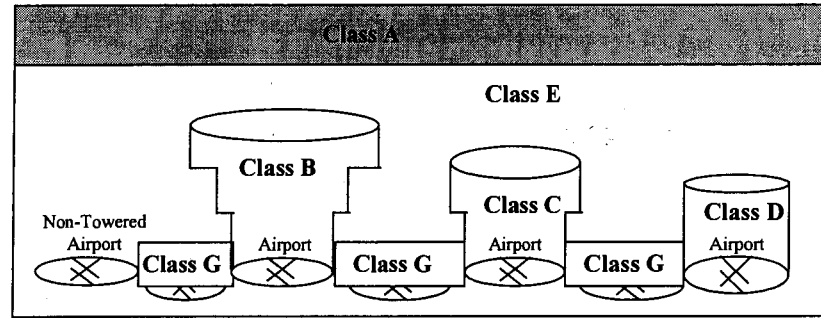 Class A
Class E
Class B
Class C
Class D
Non-Towered
Airport
Airport
Airport
Airport
Class G
Class G
Class G